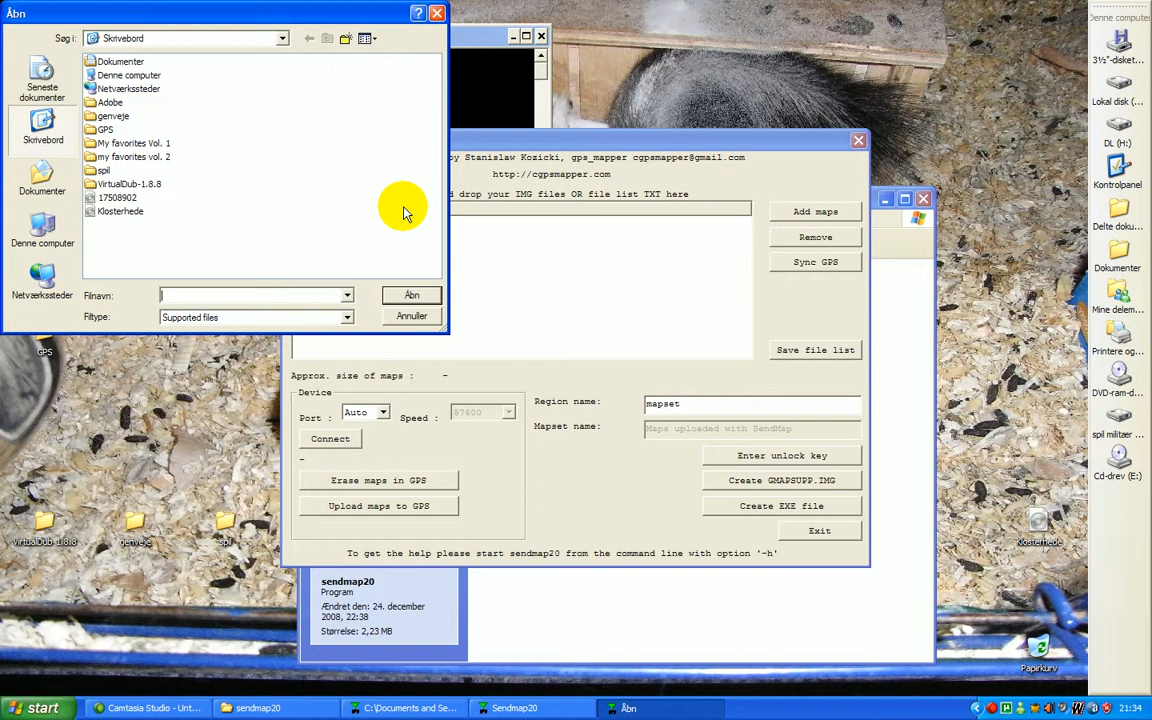 Åbn
Søg i:
Skrivebord
Seneste
dokumenter
Skrivebord
Dokumenter
Denne computer
Netværkssteder
Dokumenter
Denne computer
Netværkssteder
Adobe
genveje
GPS
My favorites Vol. 1
my favorites vol. 2
spil
VirtualDub-1.8.8
17508902
Klosterhede
Filnavn:
Åbn
Filtype:
Supported files
Annuller
by Stanislaw Kozicki, gps_mapper cgpsmapper@gmail.com
http://cgpsmapper.com
d drop your IMG files OR file list TXT here
Add maps
Remove
Sync GPS
Save file list
Approx. size of maps : -
Device
Port :
Auto
Speed :
57600
Connect
-
Erase maps in GPS
Upload maps to GPS
Region name:
mapset
Mapset name:
Maps uploaded with SendMap
Enter unlock key
Create GMAPSUPP.IMG
Create EXE file
Exit
To get the help please start sendmap20 from the command line with option '-h'
sendmap20
Program
Ændret den: 24. december
2008, 22:38
Størrelse: 2,23 MB
GPS
VirtualDub-1.8.8
genveje
spil
Klosterhede
Papirkurv
Denne computer
3½"-disket...
Lokal disk (...
DL (H:)
Kontrolpanel
Delte doku...
Dokumenter
Mine delem...
Printere og...
DVD-ram-d...
spil militær ...
Cd-drev (E:)
start
Camtasia Studio - Unt...
sendmap20
C:\Documents and Se...
Sendmap20
Åbn
21:34